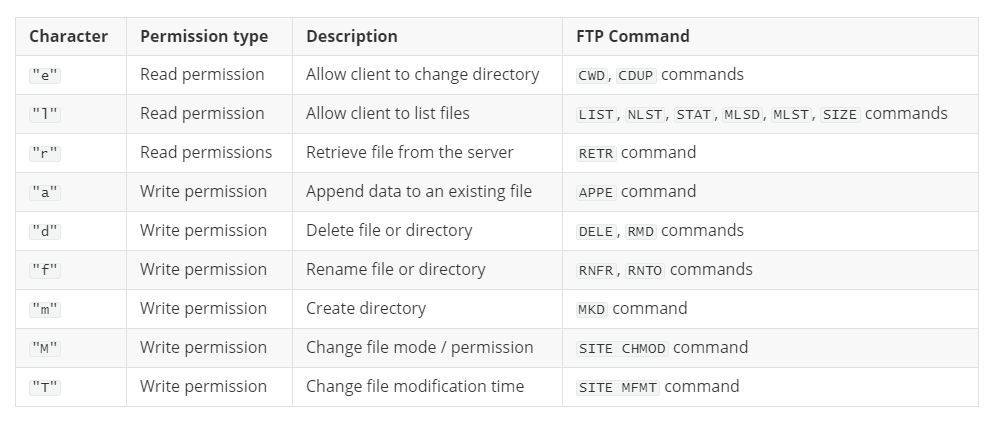 Character Permission type Description FTP Command
"e" Read permission Allow client to change directory CWD, CDUP commands
"l" Read permission Allow client to list files LIST, NLST, STAT, MLSD, MLST, SIZE commands
"r" Read permissions Retrieve file from the server RETR command
"a" Write permission Append data to an existing file APPE command
"d" Write permission Delete file or directory DELE, RMD commands
"f" Write permission Rename file or directory RNFR, RNTO commands
"m" Write permission Create directory MKD command
"M" Write permission Change file mode / permission SITE CHMOD command
"T" Write permission Change file modification time SITE MFMT command